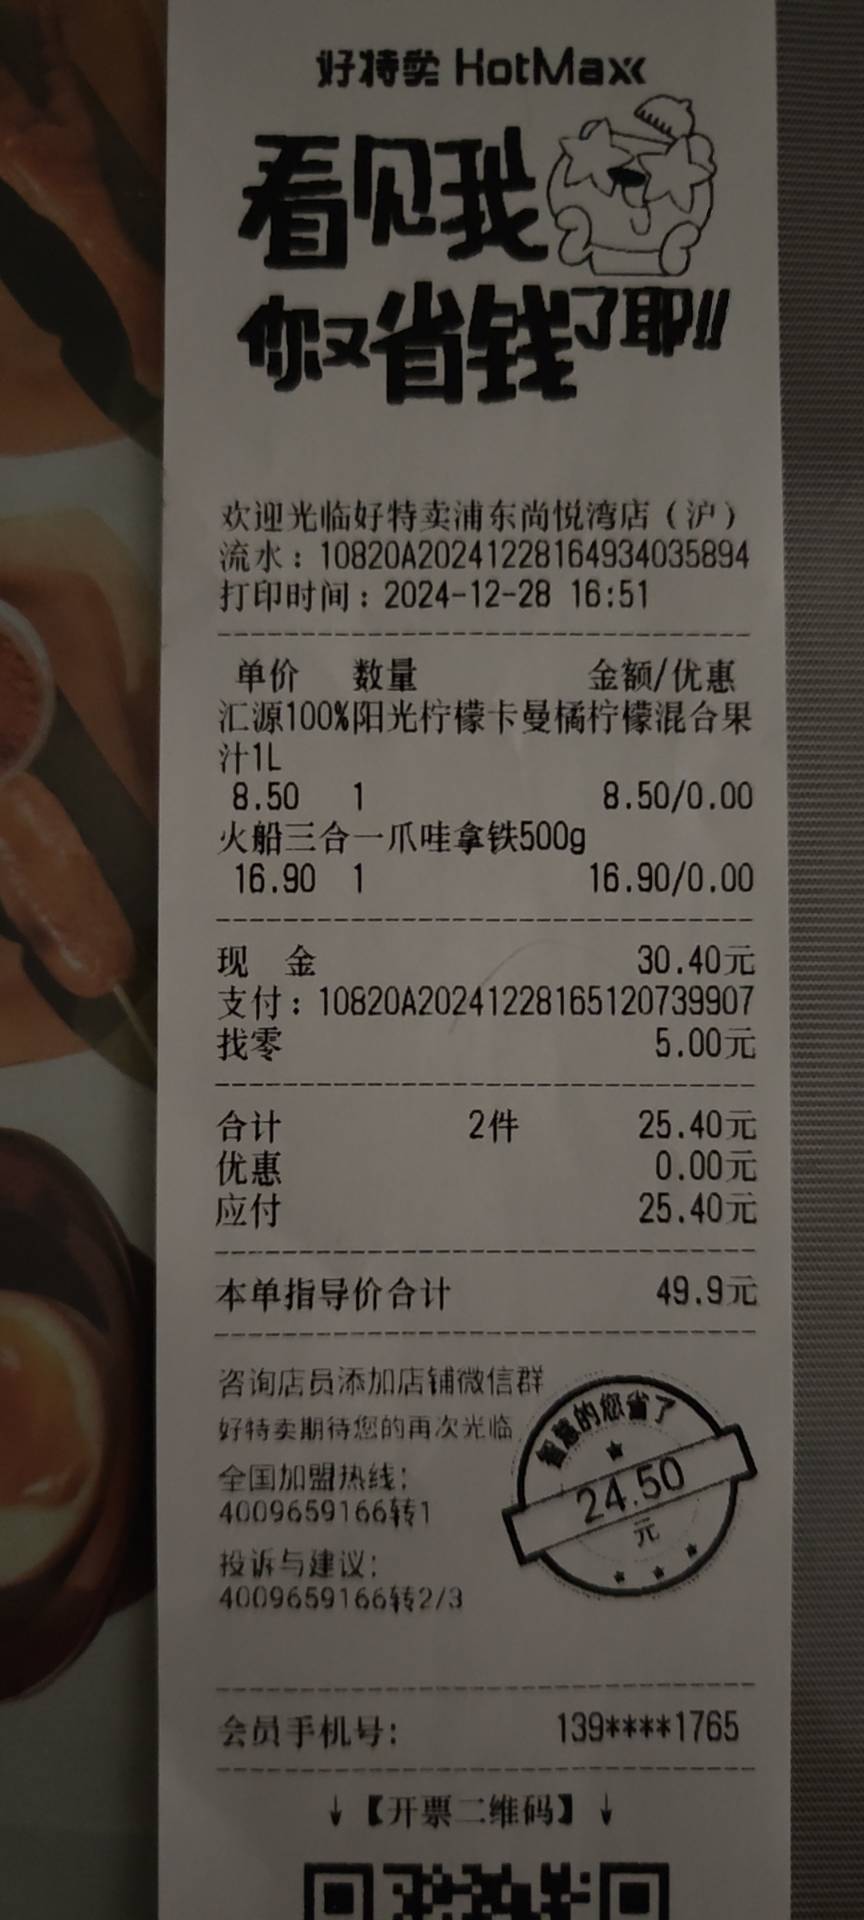 好特卖 HotMaxx
看见我
你又省钱了耶!!
欢迎光临好特卖浦东尚悦湾店（沪）
流水：10820A20241228164934035894
打印时间：2024-12-28 16:51
单价 数量 金额/优惠
汇源100%阳光柠檬卡曼橘柠檬混合果
汁1L
8.50 1 8.50/0.00
火船三合一爪哇拿铁500g
16.90 1 16.90/0.00
现 金 30.40元
支付：10820A20241228165120739907
找零 5.00元
合计 2件 25.40元
优惠 0.00元
应付 25.40元
本单指导价合计 49.9元
咨询店员添加店铺微信群
好特卖期待您的再次光临
全国加盟热线：
4009659166转1
投诉与建议：
4009659166转2/3
智慧的您省了
24.50
元
会员手机号： 139****1765
↓【开票二维码】↓